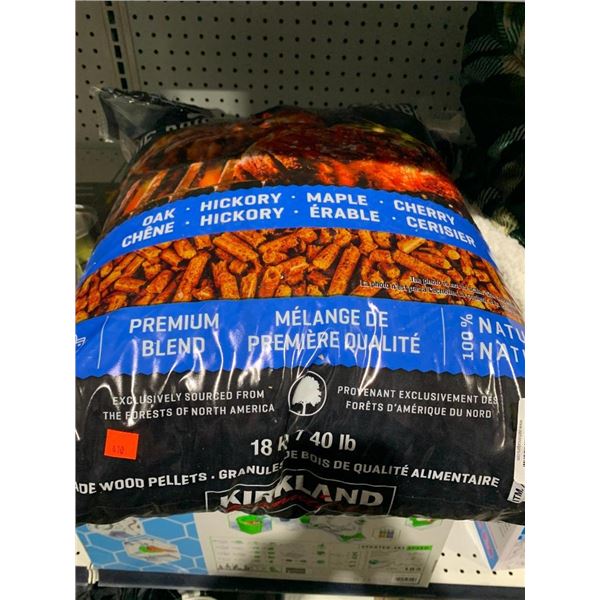 OAK · HICKORY · MAPLE · CHERRY
CHÊNE · HICKORY · ÉRABLE · CERISIER
PREMIUM
BLEND
MÉLANGE DE
PREMIÈRE QUALITÉ
100 %
NATU
NATU
EXCLUSIVELY SOURCED FROM
THE FORESTS OF NORTH AMERICA
PROVENANT EXCLUSIVEMENT DES
FORÊTS D'AMÉRIQUE DU NORD
18 K / 40 lb
ADE WOOD PELLETS · GRANULES DE BOIS DE QUALITÉ ALIMENTAIRE
KIRKLAND